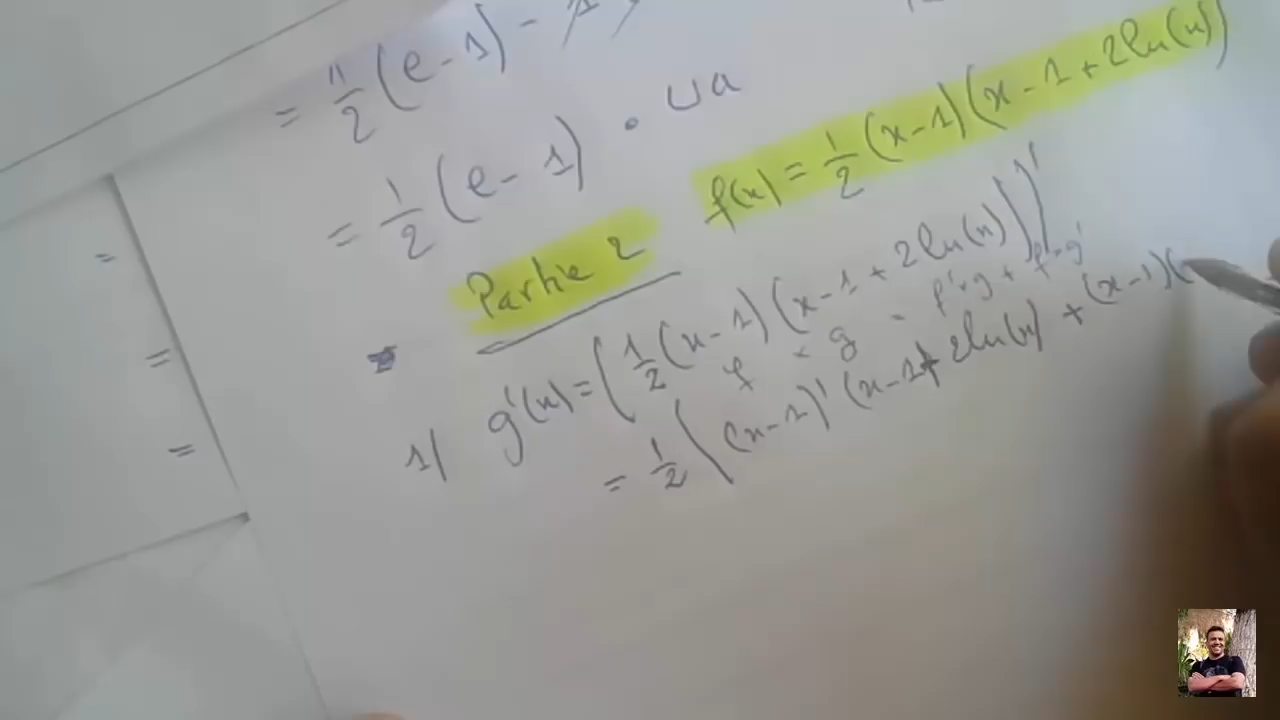 = 1/2 (e - 1) -
= 1/2 (e - 1) . ua
Partie 2 f(x) = 1/2 (x-1)(x-1+2ln(x))
1/ g'(x) = (1/2 (x-1)(x-1+2ln(x)))'
f × g = f'×g + f×g'
= 1/2 ((x-1)'(x-1+2ln(x) + (x-1)(
=
=
=